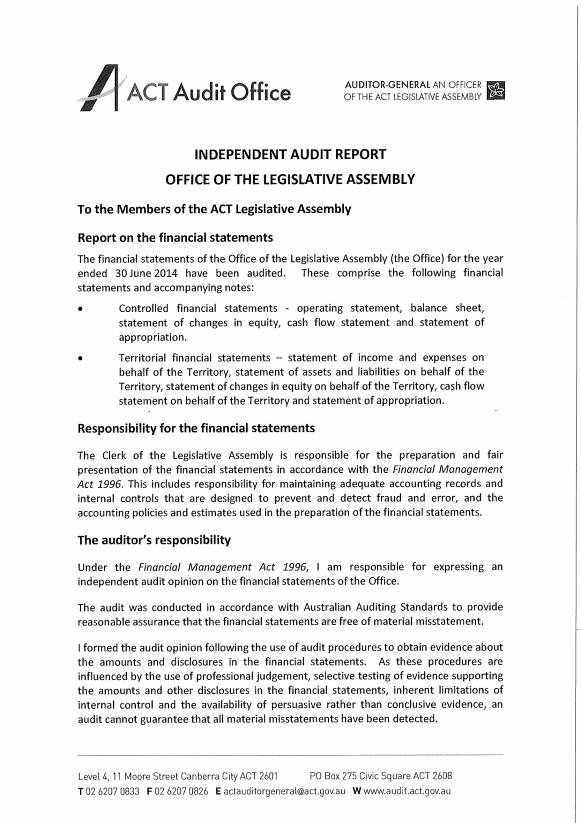 ACT Audit Office
AUDITOR-GENERAL AN OFFICER
OF THE ACT LEGISLATIVE ASSEMBLY
INDEPENDENT AUDIT REPORT
OFFICE OF THE LEGISLATIVE ASSEMBLY
To the Members of the ACT Legislative Assembly
Report on the financial statements
The financial statements of the Office of the Legislative Assembly (the Office) for the year
ended 30 June 2014 have been audited. These comprise the following financial
statements and accompanying notes:
• Controlled financial statements - operating statement, balance sheet,
statement of changes in equity, cash flow statement and statement of
appropriation.
• Territorial financial statements – statement of income and expenses on
behalf of the Territory, statement of assets and liabilities on behalf of the
Territory, statement of changes in equity on behalf of the Territory, cash flow
statement on behalf of the Territory and statement of appropriation.
Responsibility for the financial statements
The Clerk of the Legislative Assembly is responsible for the preparation and fair
presentation of the financial statements in accordance with the Financial Management
Act 1996. This includes responsibility for maintaining adequate accounting records and
internal controls that are designed to prevent and detect fraud and error, and the
accounting policies and estimates used in the preparation of the financial statements.
The auditor's responsibility
Under the Financial Management Act 1996, I am responsible for expressing an
independent audit opinion on the financial statements of the Office.
The audit was conducted in accordance with Australian Auditing Standards to provide
reasonable assurance that the financial statements are free of material misstatement.
I formed the audit opinion following the use of audit procedures to obtain evidence about
the amounts and disclosures in the financial statements. As these procedures are
influenced by the use of professional judgement, selective testing of evidence supporting
the amounts and other disclosures in the financial statements, inherent limitations of
internal control and the availability of persuasive rather than conclusive evidence, an
audit cannot guarantee that all material misstatements have been detected.
Level 4, 11 Moore Street Canberra City ACT 2601 PO Box 275 Civic Square ACT 2608
T 02 6207 0833 F 02 6207 0826 E actauditorgeneral@act.gov.au W www.audit.act.gov.au